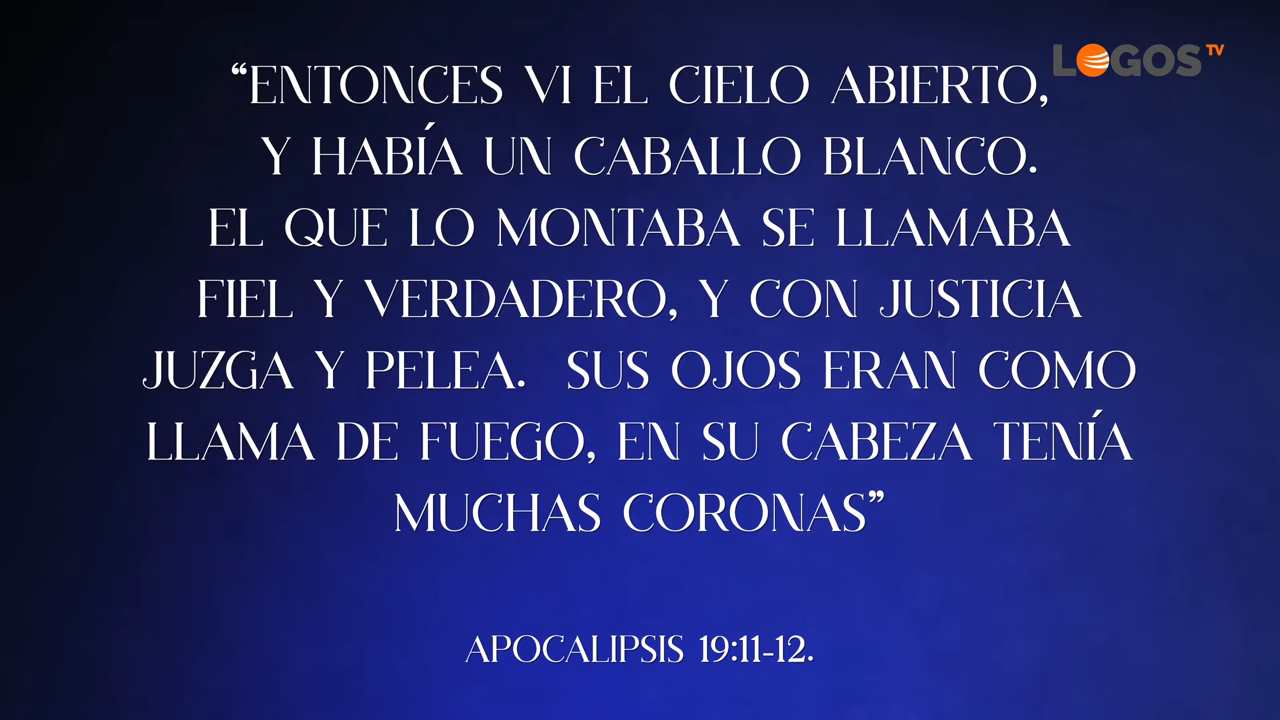 LOGOS TV
“ENTONCES VI EL CIELO ABIERTO,
Y HABÍA UN CABALLO BLANCO.
EL QUE LO MONTABA SE LLAMABA
FIEL Y VERDADERO, Y CON JUSTICIA
JUZGA Y PELEA.  SUS OJOS ERAN COMO
LLAMA DE FUEGO, EN SU CABEZA TENÍA
MUCHAS CORONAS”
APOCALIPSIS 19:11-12.